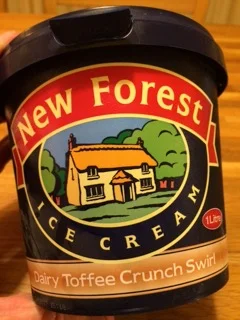 New Forest
ICE CREAM
1 Litre
Dairy Toffee Crunch Swirl